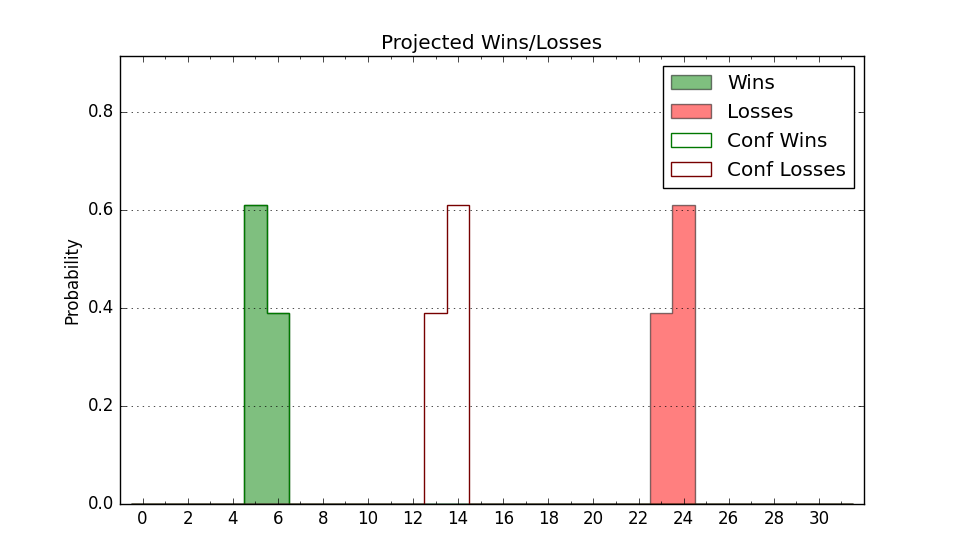 Projected Wins/Losses
Wins
Losses
Conf Wins
Conf Losses
Probability
0.8
0.6
0.4
0.2
0.0
0 2 4 6 8 10 12 14 16 18 20 22 24 26 28 30